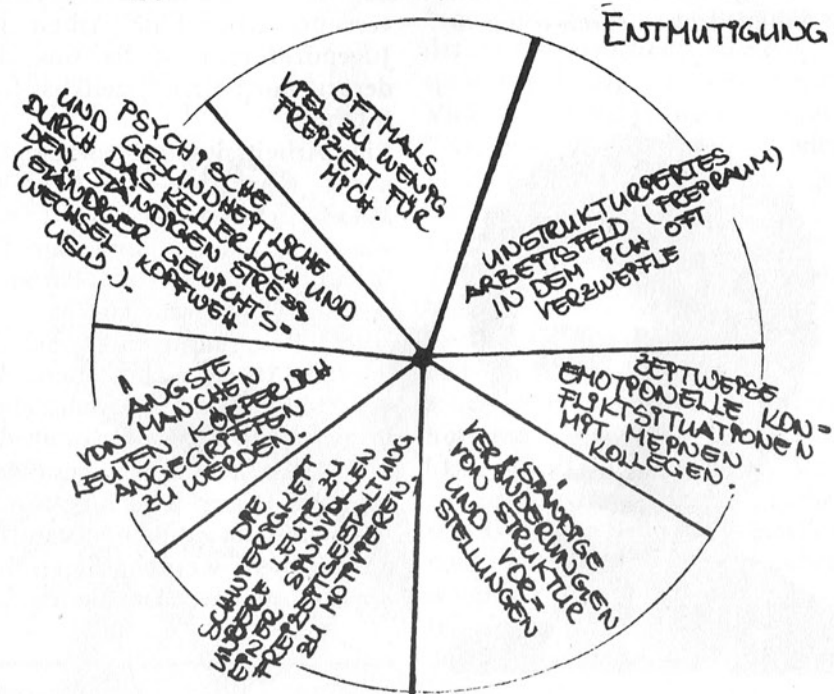 ENTMUTIGUNG
OFTMALS
VIEL ZU WENIG
FREIZEIT FÜR
MICH.
UNSTRUKTURIERTES
ARBEITSFELD (FREIRAUM)
IN DEM ICH OFT
VERZWEIFLE
ZEITWEISE
EMOTIONELLE KON=
FLIKTSITUATIONEN
MIT MEINEN
KOLLEGEN.
STÄNDIGE
VERÄNDERUNGEN
VON STRUKTUR
UND VOR=
STELLUNGEN
DIE
SCHWIERIGKEIT
ANDERE LEUTE ZU
EINER SINNVOLLEN
FREIZEITGESTALTUNG
ZU MOTIVIEREN.
ÄNGSTE
VON MANCHEN
LEUTEN KÖRPERLICH
ANGEGRIFFEN
ZU WERDEN.
PSYCHISCHE
UND GESUNDHEITLICHE
DURCH DAS KELLERLOCH UND
DEN STÄNDIGEN STRESS
(STÄNDIGER GEWICHTS=
WECHSEL KOPFWEH
USW.).